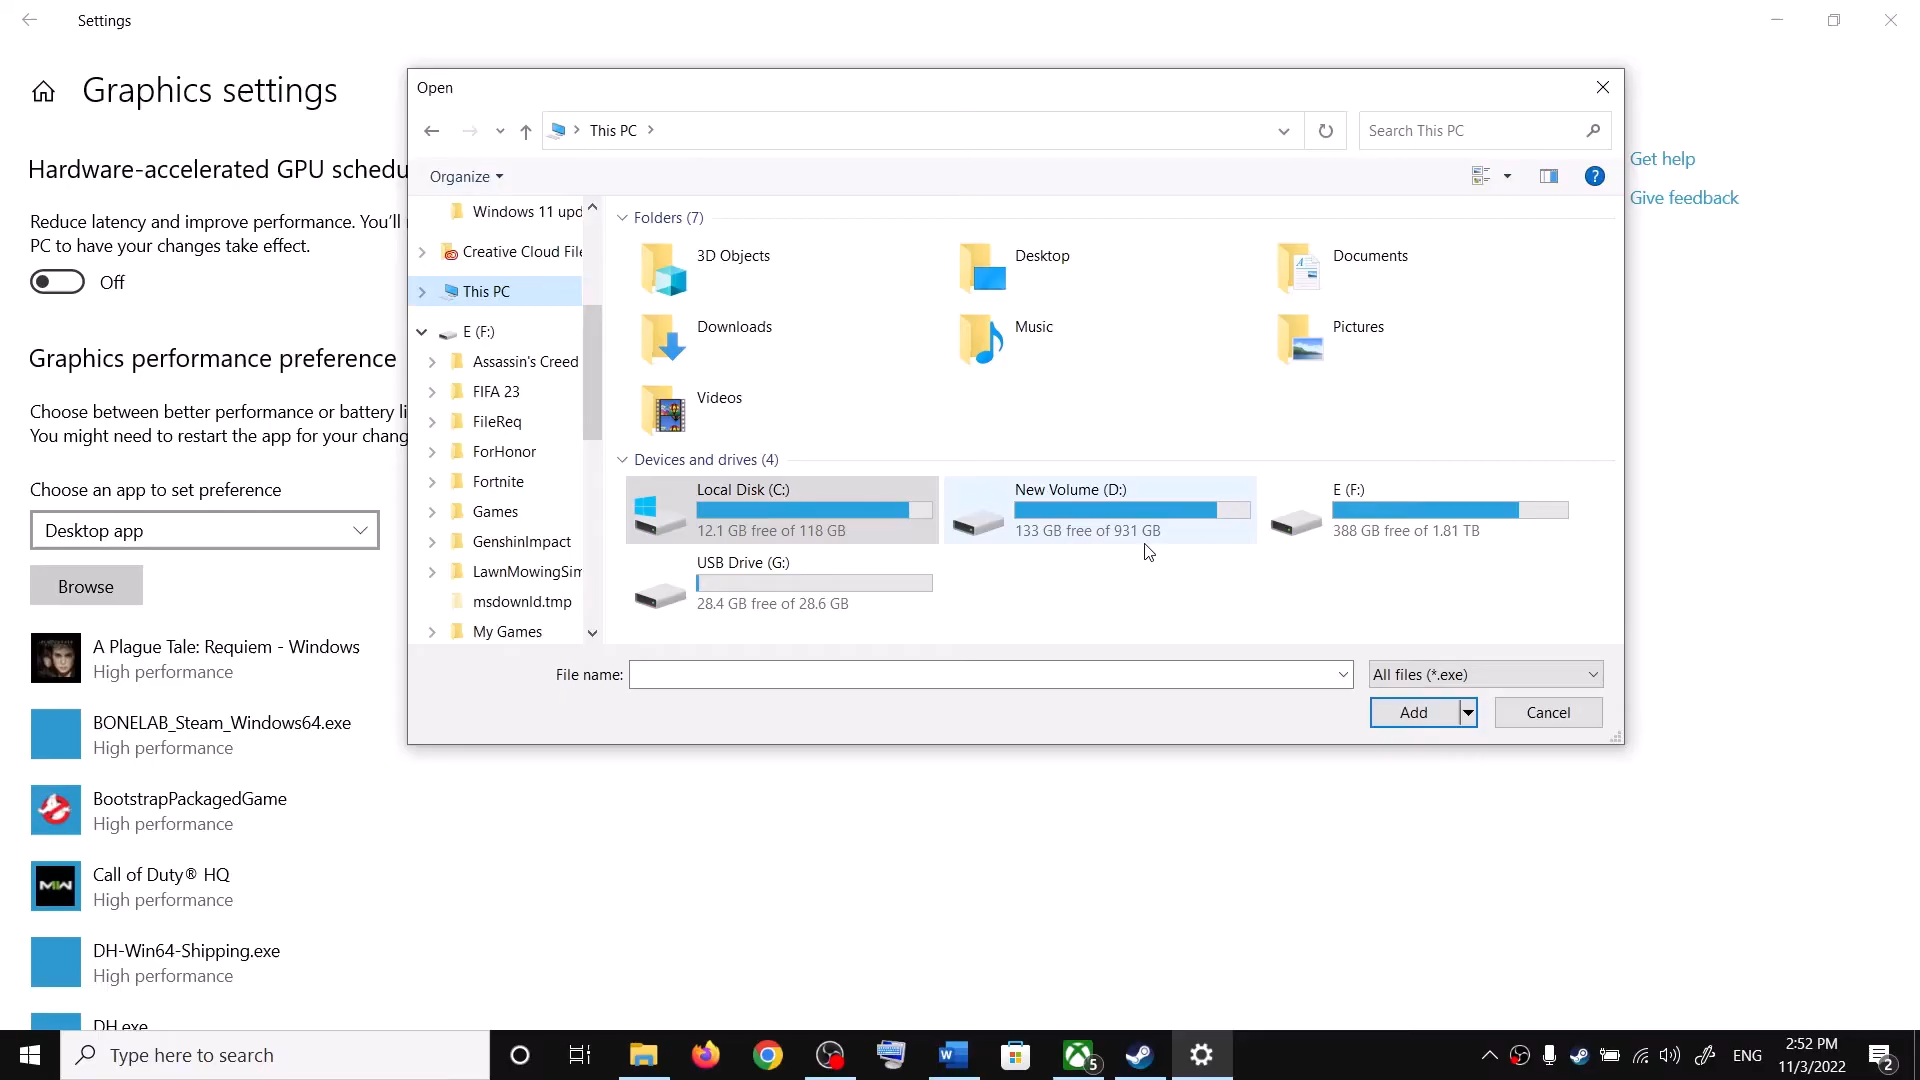 Settings
Graphics settings
Hardware-accelerated GPU schedu
Reduce latency and improve performance. You'll
PC to have your changes take effect.
Off
Graphics performance preference
Choose between better performance or battery li
You might need to restart the app for your chang
Choose an app to set preference
Desktop app
Browse
A Plague Tale: Requiem - Windows
High performance
BONELAB_Steam_Windows64.exe
High performance
BootstrapPackagedGame
High performance
Call of Duty® HQ
High performance
DH-Win64-Shipping.exe
High performance
DH.exe
Open
This PC
Search This PC
Organize
Windows 11 upd
Creative Cloud File
This PC
E (F:)
Assassin's Creed
FIFA 23
FileReq
ForHonor
Fortnite
Games
GenshinImpact
LawnMowingSim
msdownld.tmp
My Games
Folders (7)
3D Objects
Desktop
Documents
Downloads
Music
Pictures
Videos
Devices and drives (4)
Local Disk (C:)
12.1 GB free of 118 GB
New Volume (D:)
133 GB free of 931 GB
E (F:)
388 GB free of 1.81 TB
USB Drive (G:)
28.4 GB free of 28.6 GB
File name:
All files (*.exe)
Add
Cancel
Get help
Give feedback
MW
Type here to search
5
ENG
2:52 PM
11/3/2022
2